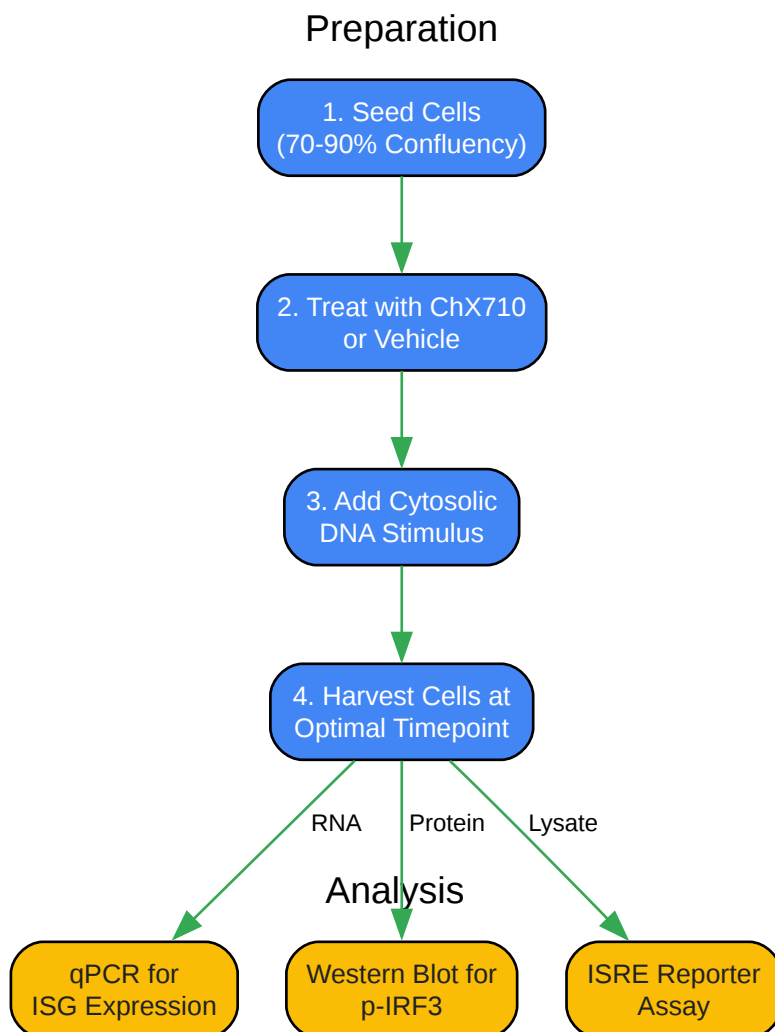 Preparation
1. Seed Cells
(70-90% Confluency)
2. Treat with ChX710
or Vehicle
3. Add Cytosolic
DNA Stimulus
4. Harvest Cells at
Optimal Timepoint
RNA
Protein
Lysate
Analysis
qPCR for
ISG Expression
Western Blot for
p-IRF3
ISRE Reporter
Assay